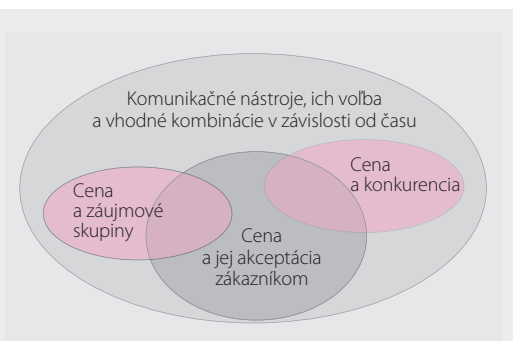 Komunikačné nástroje, ich voľba
a vhodné kombinácie v závislosti od času
Cena
a záujmové
skupiny
Cena
a konkurencia
Cena
a jej akceptácia
zákazníkom